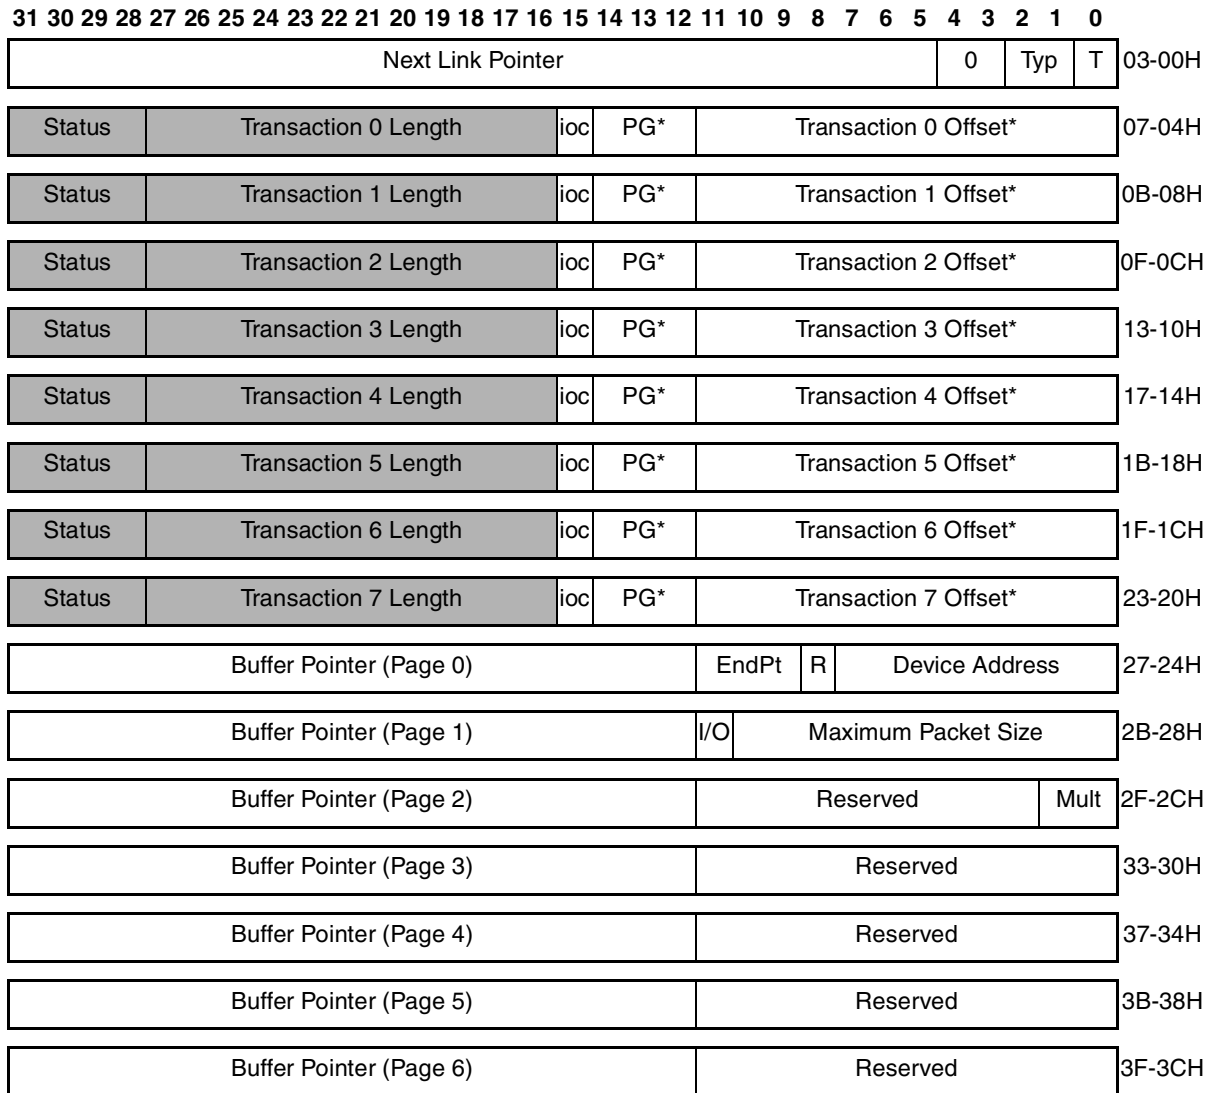 31 30 29 28 27 26 25 24 23 22 21 20 19 18 17 16 15 14 13 12 11 10 9 8 7 6 5 4 3 2 1 0
Next Link Pointer 0 Typ T 03-00H
Status Transaction 0 Length ioc PG* Transaction 0 Offset* 07-04H
Status Transaction 1 Length ioc PG* Transaction 1 Offset* 0B-08H
Status Transaction 2 Length ioc PG* Transaction 2 Offset* 0F-0CH
Status Transaction 3 Length ioc PG* Transaction 3 Offset* 13-10H
Status Transaction 4 Length ioc PG* Transaction 4 Offset* 17-14H
Status Transaction 5 Length ioc PG* Transaction 5 Offset* 1B-18H
Status Transaction 6 Length ioc PG* Transaction 6 Offset* 1F-1CH
Status Transaction 7 Length ioc PG* Transaction 7 Offset* 23-20H
Buffer Pointer (Page 0) EndPt R Device Address 27-24H
Buffer Pointer (Page 1) I/O Maximum Packet Size 2B-28H
Buffer Pointer (Page 2) Reserved Mult 2F-2CH
Buffer Pointer (Page 3) Reserved 33-30H
Buffer Pointer (Page 4) Reserved 37-34H
Buffer Pointer (Page 5) Reserved 3B-38H
Buffer Pointer (Page 6) Reserved 3F-3CH